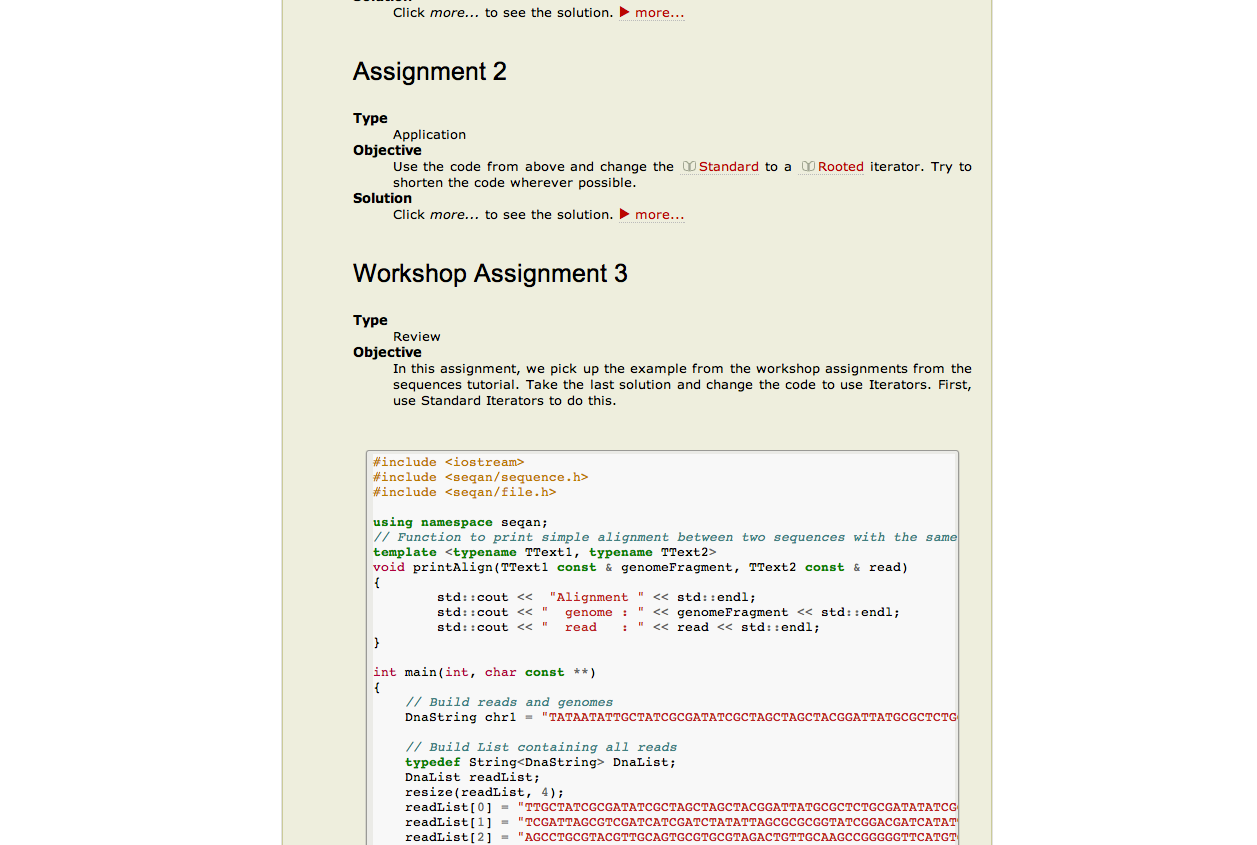 Solution
Click more... to see the solution. ▶ more...
Assignment 2
Type
Application
Objective
Use the code from above and change the Standard to a Rooted iterator. Try to
shorten the code wherever possible.
Solution
Click more... to see the solution. ▶ more...
Workshop Assignment 3
Type
Review
Objective
In this assignment, we pick up the example from the workshop assignments from the
sequences tutorial. Take the last solution and change the code to use Iterators. First,
use Standard Iterators to do this.
#include <iostream>
#include <seqan/sequence.h>
#include <seqan/file.h>
using namespace seqan;
// Function to print simple alignment between two sequences with the same
template <typename TText1, typename TText2>
void printAlign(TText1 const & genomeFragment, TText2 const & read)
{
std::cout <<  "Alignment " << std::endl;
std::cout << "  genome : " << genomeFragment << std::endl;
std::cout << "  read   : " << read << std::endl;
}
int main(int, char const **)
{
// Build reads and genomes
DnaString chr1 = "TATAATATTGCTATCGCGATATCGCTAGCTAGCTACGGATTATGCGCTCTG
// Build List containing all reads
typedef String<DnaString> DnaList;
DnaList readList;
resize(readList, 4);
readList[0] = "TTGCTATCGCGATATCGCTAGCTAGCTACGGATTATGCGCTCTGCGATATATCG
readList[1] = "TCGATTAGCGTCGATCATCGATCTATATTAGCGCGCGGTATCGGACGATCATAT
readList[2] = "AGCCTGCGTACGTTGCAGTGCGTGCGTAGACTGTTGCAAGCCGGGGGTTCATGT